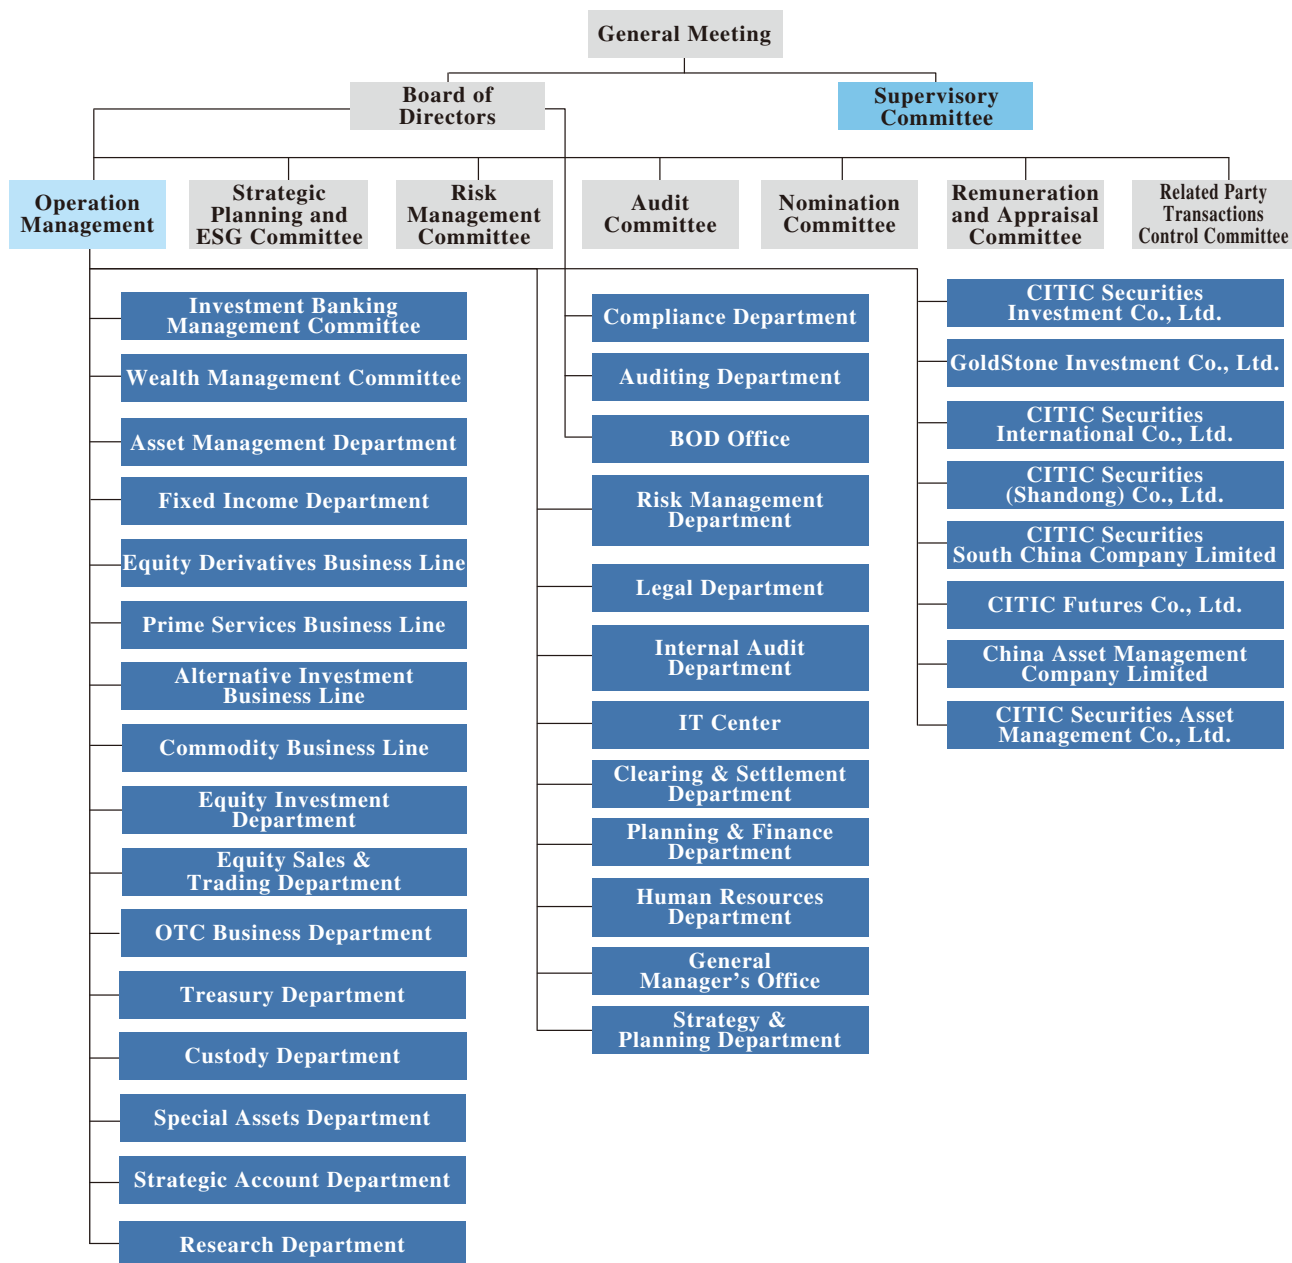 General Meeting
Board of
Directors
Supervisory
Committee
Operation
Management
Strategic
Planning and
ESG Committee
Risk
Management
Committee
Audit
Committee
Nomination
Committee
Remuneration
and Appraisal
Committee
Related Party
Transactions
Control Committee
Investment Banking
Management Committee
Wealth Management Committee
Asset Management Department
Fixed Income Department
Equity Derivatives Business Line
Prime Services Business Line
Alternative Investment
Business Line
Commodity Business Line
Equity Investment
Department
Equity Sales &
Trading Department
OTC Business Department
Treasury Department
Custody Department
Special Assets Department
Strategic Account Department
Research Department
Compliance Department
Auditing Department
BOD Office
Risk Management
Department
Legal Department
Internal Audit
Department
IT Center
Clearing & Settlement
Department
Planning & Finance
Department
Human Resources
Department
General
Manager’s Office
Strategy &
Planning Department
CITIC Securities
Investment Co., Ltd.
GoldStone Investment Co., Ltd.
CITIC Securities
International Co., Ltd.
CITIC Securities
(Shandong) Co., Ltd.
CITIC Securities
South China Company Limited
CITIC Futures Co., Ltd.
China Asset Management
Company Limited
CITIC Securities Asset
Management Co., Ltd.